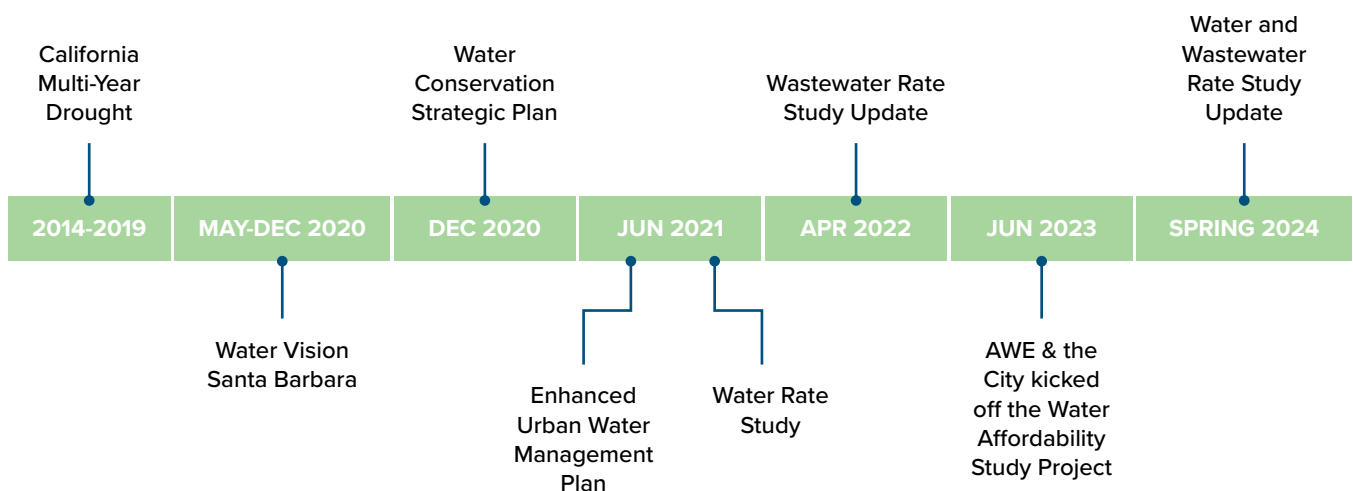 California
Multi-Year
Drought
Water
Conservation
Strategic Plan
Wastewater Rate
Study Update
Water and
Wastewater
Rate Study
Update
2014-2019
MAY-DEC 2020
DEC 2020
JUN 2021
APR 2022
JUN 2023
SPRING 2024
Water Vision
Santa Barbara
Enhanced
Urban Water
Management
Plan
Water Rate
Study
AWE & the
City kicked
off the Water
Affordability
Study Project